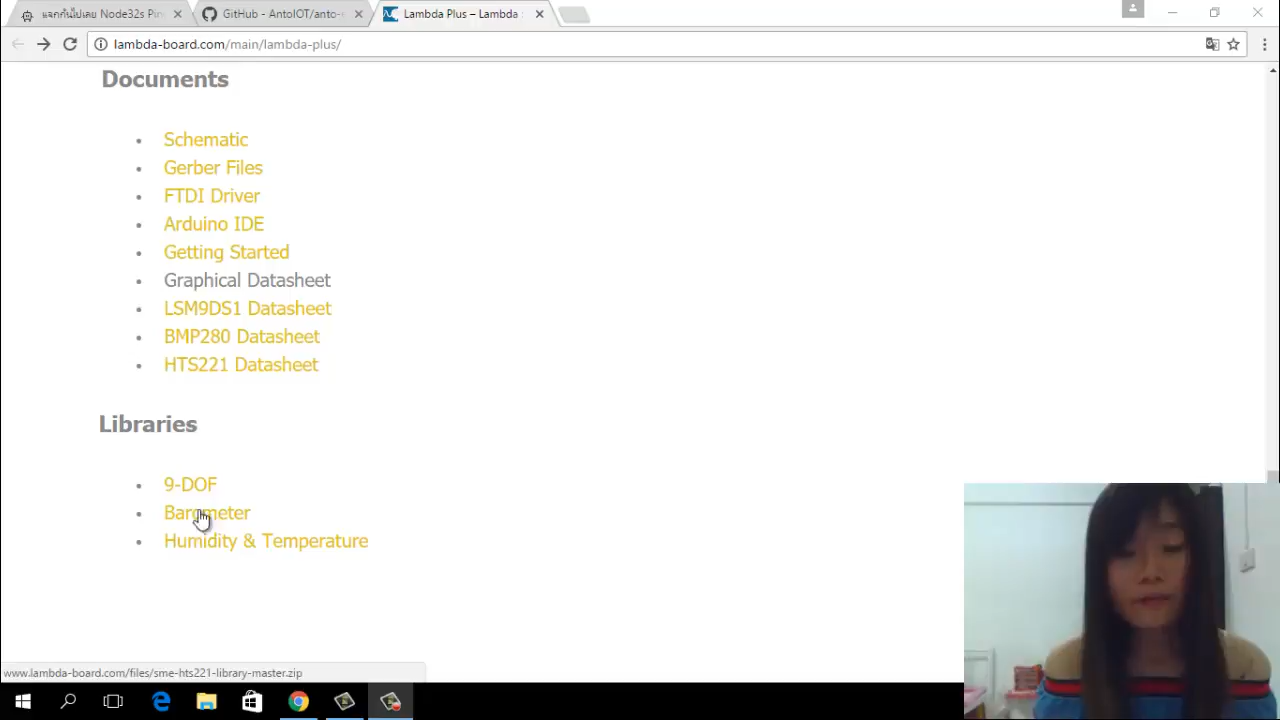 แจกกันไปเลย Node32s Pin
GitHub - AntoIOT/anto-e
Lambda Plus – Lambda
lambda-board.com/main/lambda-plus/
Documents
Schematic
Gerber Files
FTDI Driver
Arduino IDE
Getting Started
Graphical Datasheet
LSM9DS1 Datasheet
BMP280 Datasheet
HTS221 Datasheet
Libraries
9-DOF
Barometer
Humidity & Temperature
www.lambda-board.com/files/sme-hts221-library-master.zip